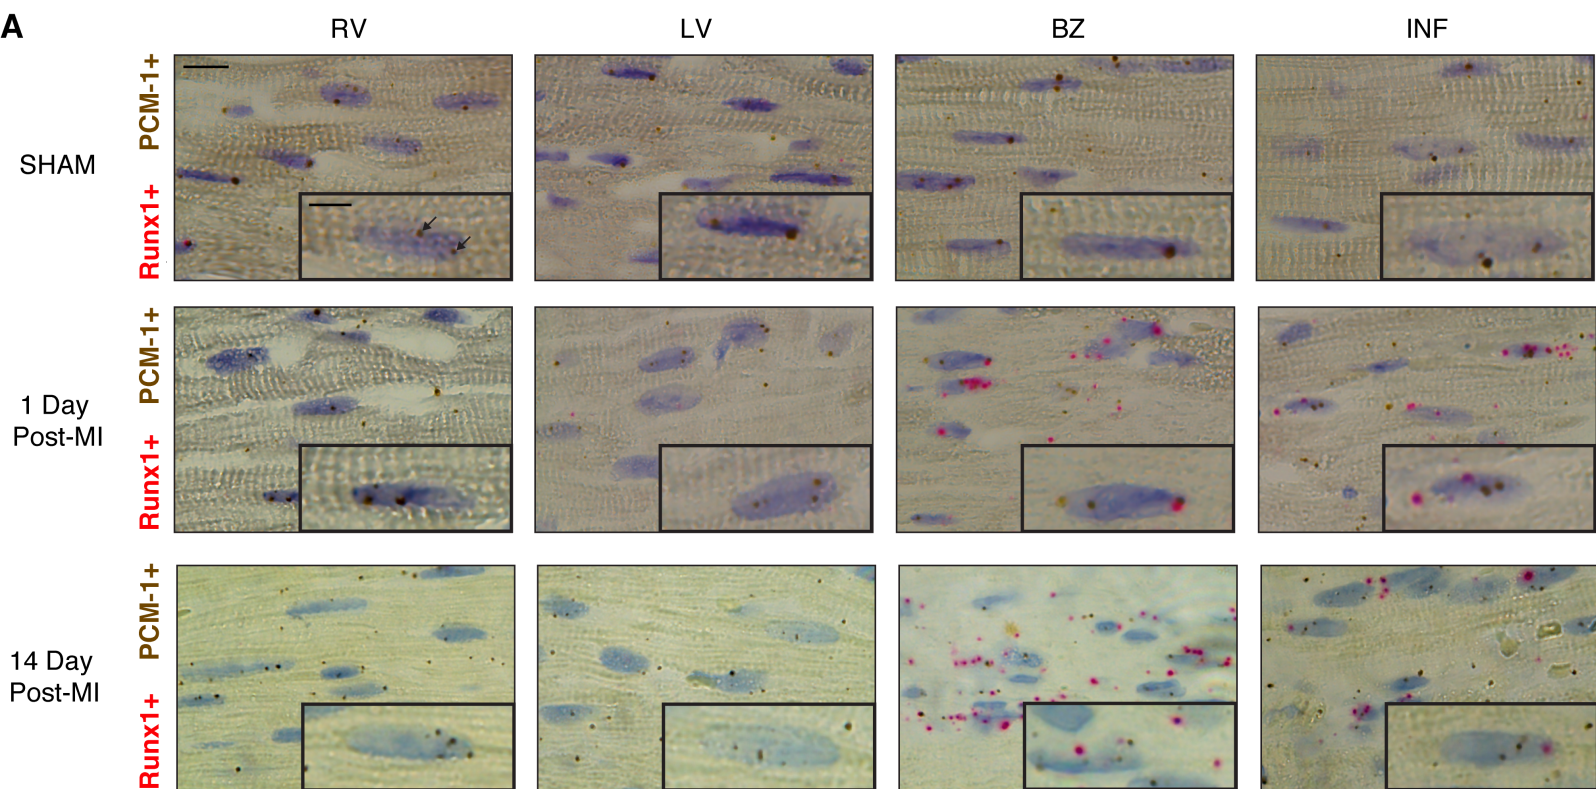 A
RV
LV
BZ
INF
SHAM
PCM-1+
Runx1+
1 Day
Post-MI
PCM-1+
Runx1+
14 Day
Post-MI
PCM-1+
Runx1+